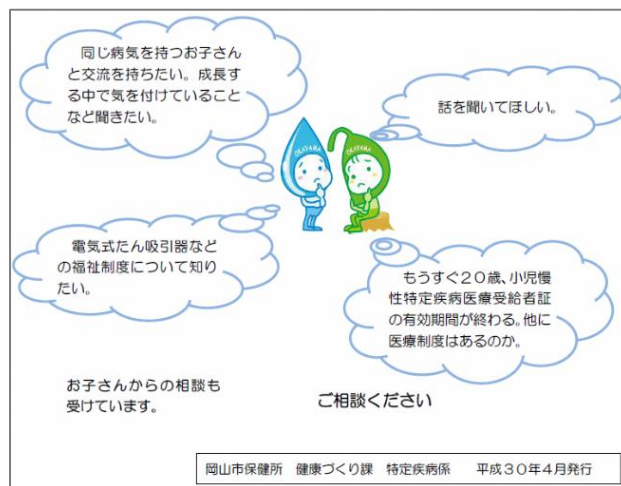 同じ病気を持つお子さん
と交流を持ちたい。成長す
る中で気を付けていること
など聞きたい。
話を聞いてほしい。
OKAYAMA
OKAYAMA
電気式たん吸引器など
の福祉制度について知り
たい。
もうすぐ20歳、小児慢
性特定疾病医療受給者証
の有効期間が終わる。他に
医療制度はあるのか。
お子さんからの相談も
受けています。
ご相談ください
岡山市保健所 健康づくり課 特定疾病係 平成30年4月発行